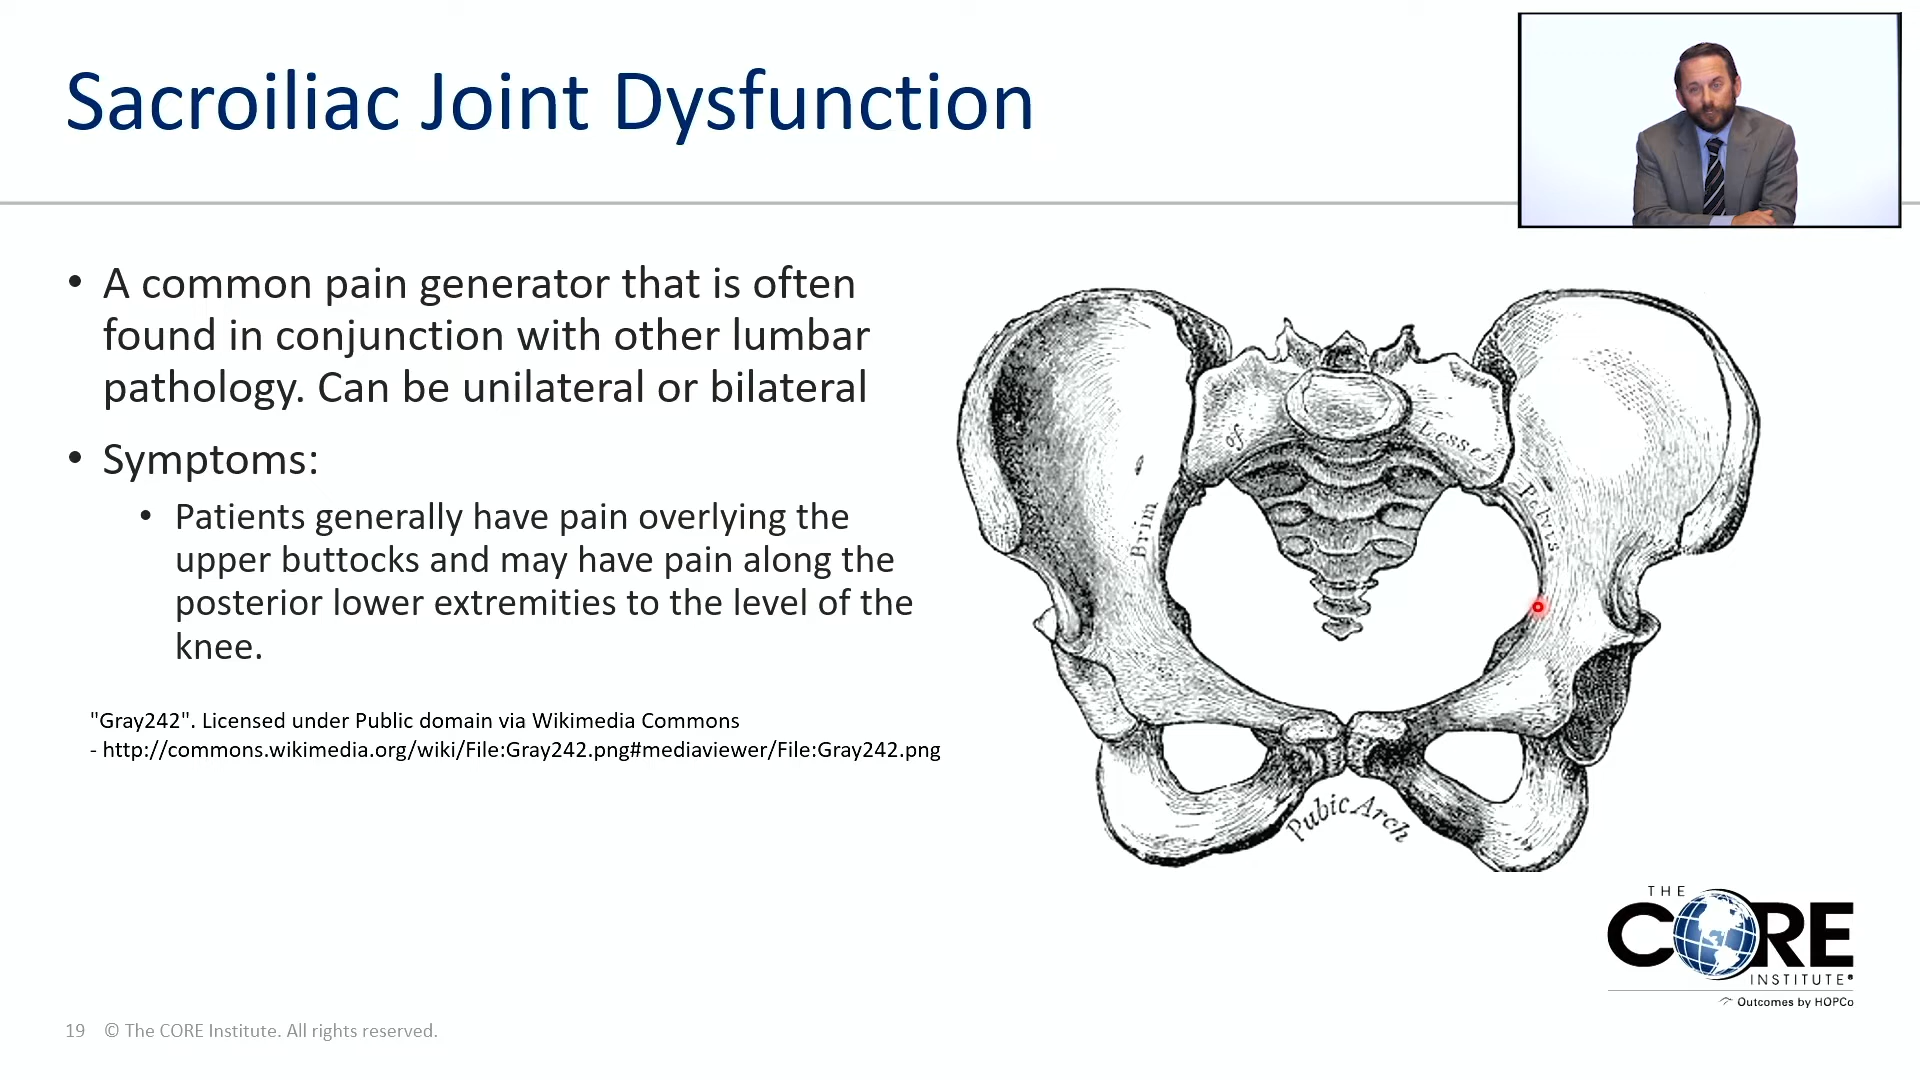 Sacroiliac Joint Dysfunction
• A common pain generator that is often
found in conjunction with other lumbar
pathology. Can be unilateral or bilateral
• Symptoms:
• Patients generally have pain overlying the
upper buttocks and may have pain along the
posterior lower extremities to the level of the
knee.
"Gray242". Licensed under Public domain via Wikimedia Commons
- http://commons.wikimedia.org/wiki/File:Gray242.png#mediaviewer/File:Gray242.png
Brim of Lesser Pelvis
Pubic Arch
THE
CORE
INSTITUTE®
Outcomes by HOPCo
19 © The CORE Institute. All rights reserved.